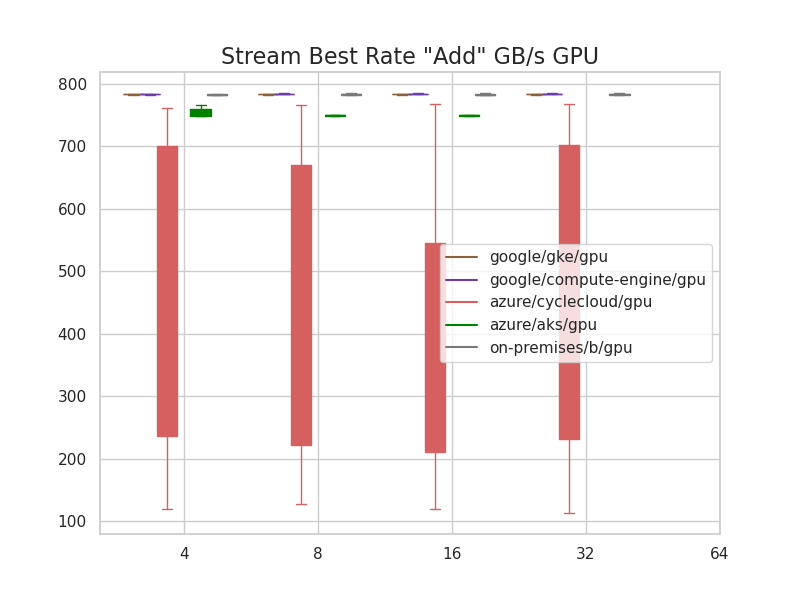 Stream Best Rate "Add" GB/s GPU
800
700
600
500
400
300
200
100
google/gke/gpu
google/compute-engine/gpu
azure/cyclecloud/gpu
azure/aks/gpu
on-premises/b/gpu
4
8
16
32
64